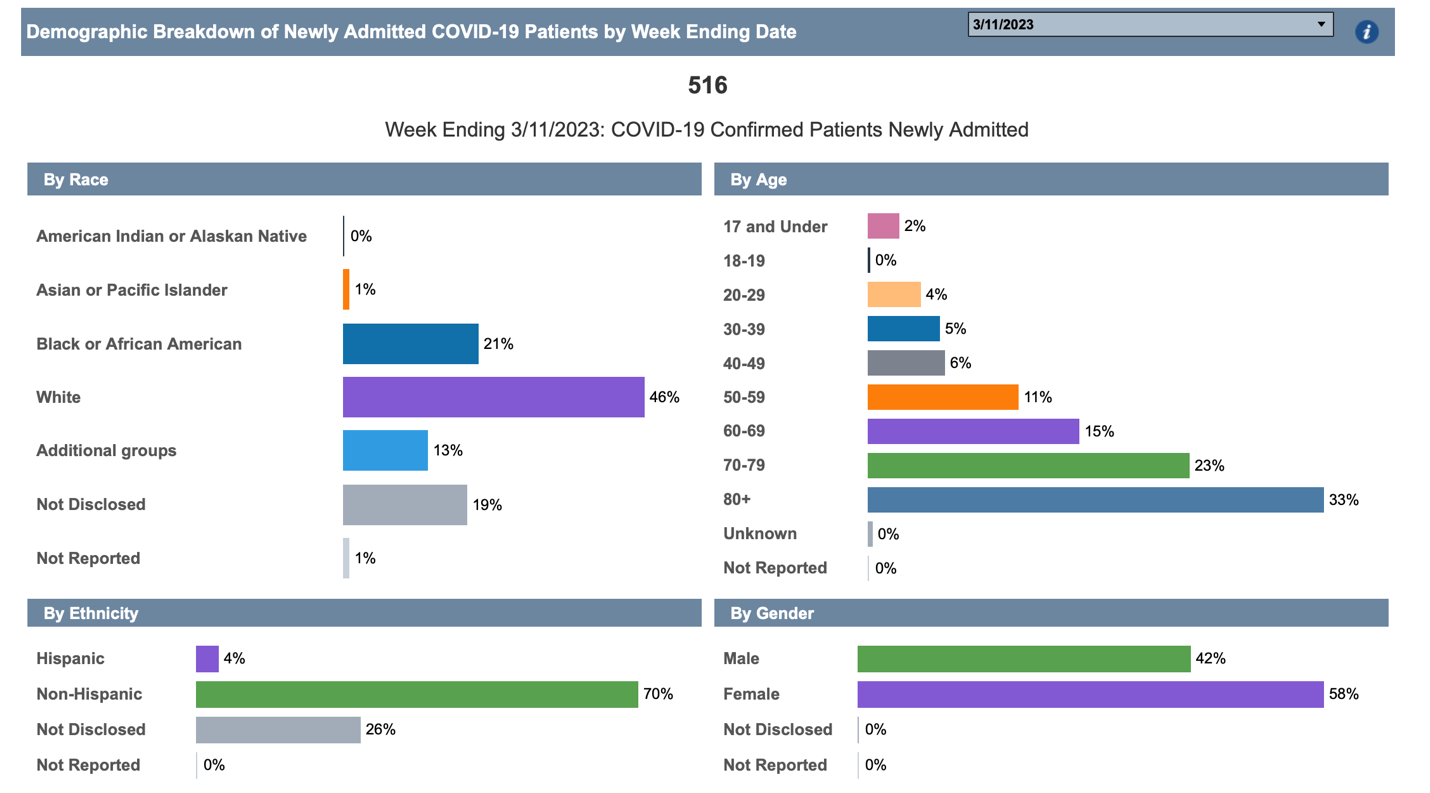 Demographic Breakdown of Newly Admitted COVID-19 Patients by Week Ending Date
3/11/2023
i
516
Week Ending 3/11/2023: COVID-19 Confirmed Patients Newly Admitted
By Race
American Indian or Alaskan Native 0%
Asian or Pacific Islander 1%
Black or African American 21%
White 46%
Additional groups 13%
Not Disclosed 19%
Not Reported 1%
By Age
17 and Under 2%
18-19 0%
20-29 4%
30-39 5%
40-49 6%
50-59 11%
60-69 15%
70-79 23%
80+ 33%
Unknown 0%
Not Reported 0%
By Ethnicity
Hispanic 4%
Non-Hispanic 70%
Not Disclosed 26%
Not Reported 0%
By Gender
Male 42%
Female 58%
Not Disclosed 0%
Not Reported 0%